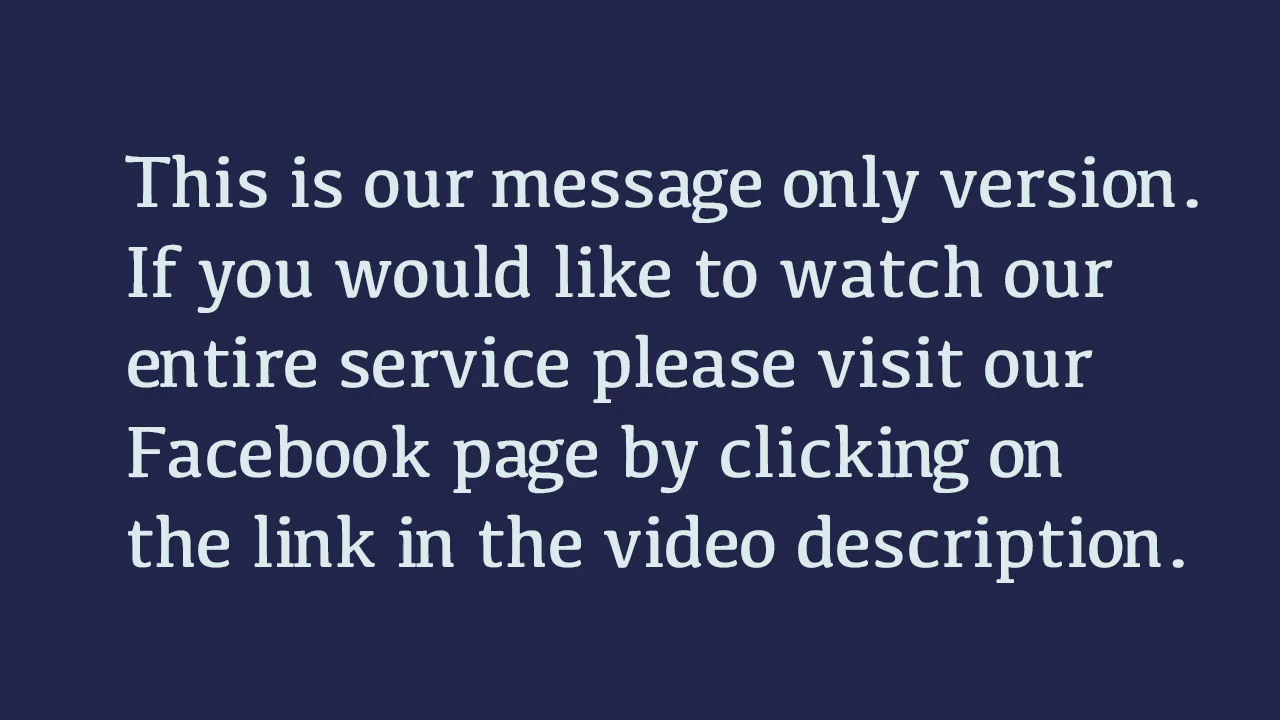 This is our message only version.
If you would like to watch our
entire service please visit our
Facebook page by clicking on
the link in the video description.